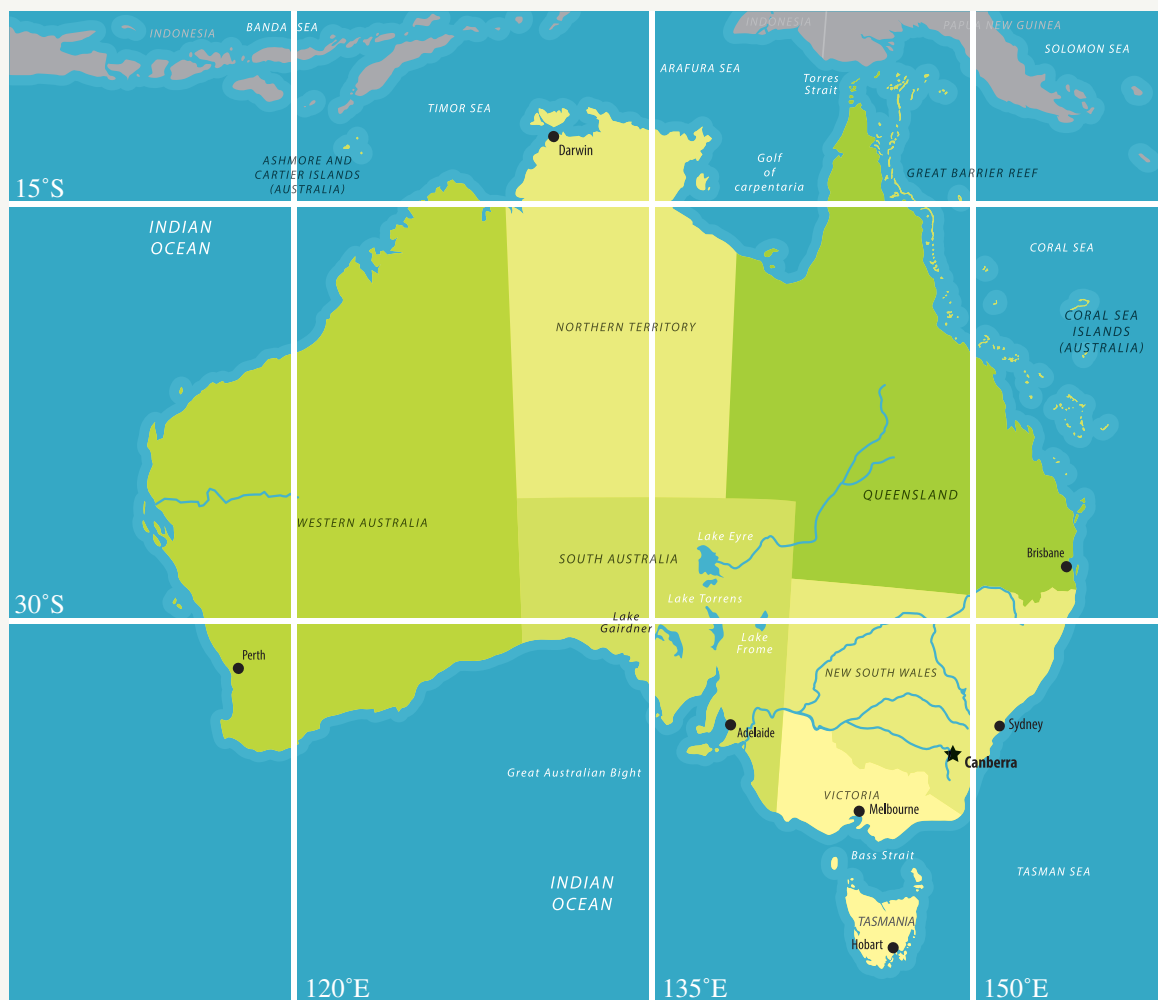 INDONESIA
BANDA SEA
INDONESIA
PAPUA NEW GUINEA
SOLOMON SEA
ARAFURA SEA
Torres
Strait
TIMOR SEA
Darwin
ASHMORE AND
CARTIER ISLANDS
(AUSTRALIA)
Golf
of
carpentaria
GREAT BARRIER REEF
15°S
INDIAN
OCEAN
CORAL SEA
CORAL SEA
ISLANDS
(AUSTRALIA)
NORTHERN TERRITORY
QUEENSLAND
WESTERN AUSTRALIA
SOUTH AUSTRALIA
Lake Eyre
Brisbane
Lake Torrens
30°S
Lake
Gairdner
Lake
Frome
Perth
NEW SOUTH WALES
Sydney
Adelaide
Canberra
Great Australian Bight
VICTORIA
Melbourne
Bass Strait
TASMAN SEA
INDIAN
OCEAN
TASMANIA
Hobart
120°E
135°E
150°E